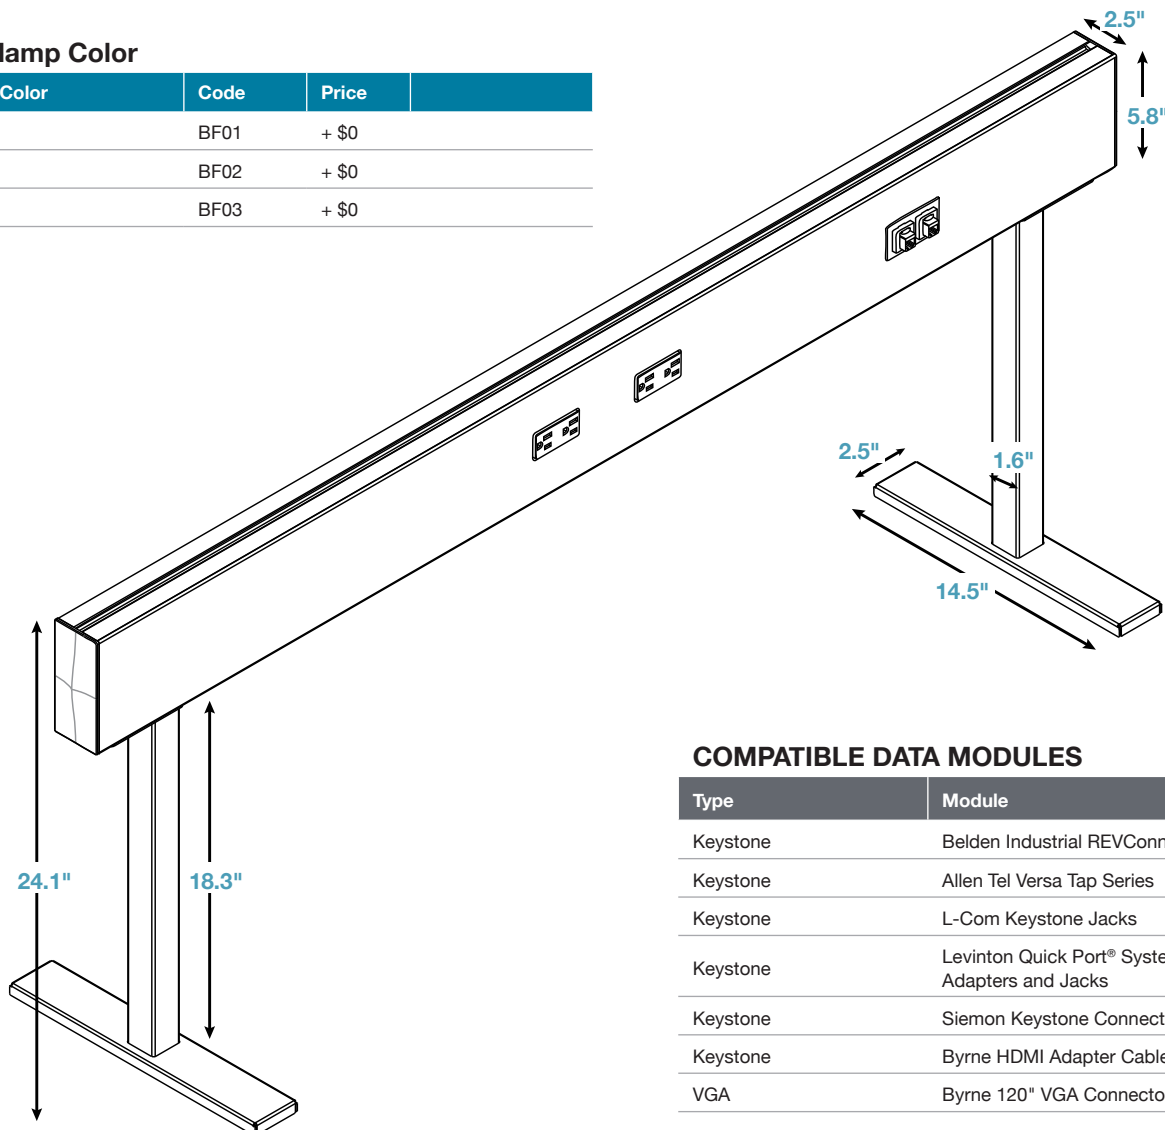 lamp Color
Color Code Price
BF01 + $0
BF02 + $0
BF03 + $0
2.5"
5.8"
2.5"
1.6"
14.5"
24.1"
18.3"
COMPATIBLE DATA MODULES
Type Module
Keystone Belden Industrial REVConn
Keystone Allen Tel Versa Tap Series
Keystone L-Com Keystone Jacks
Keystone Levinton Quick Port® Syste
Adapters and Jacks
Keystone Siemon Keystone Connect
Keystone Byrne HDMI Adapter Cable
VGA Byrne 120" VGA Connecto